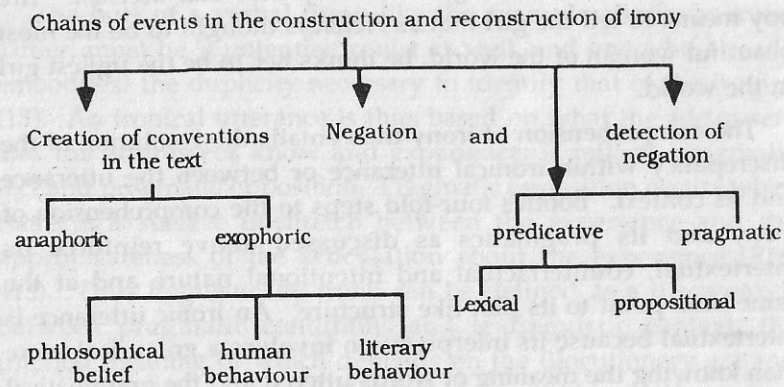 Chains of events in the construction and reconstruction of irony
Creation of conventions
in the text
Negation
and
detection of
negation
anaphoric
exophoric
predicative
pragmatic
Lexical
propositional
philosophical
belief
human
behaviour
literary
behaviour